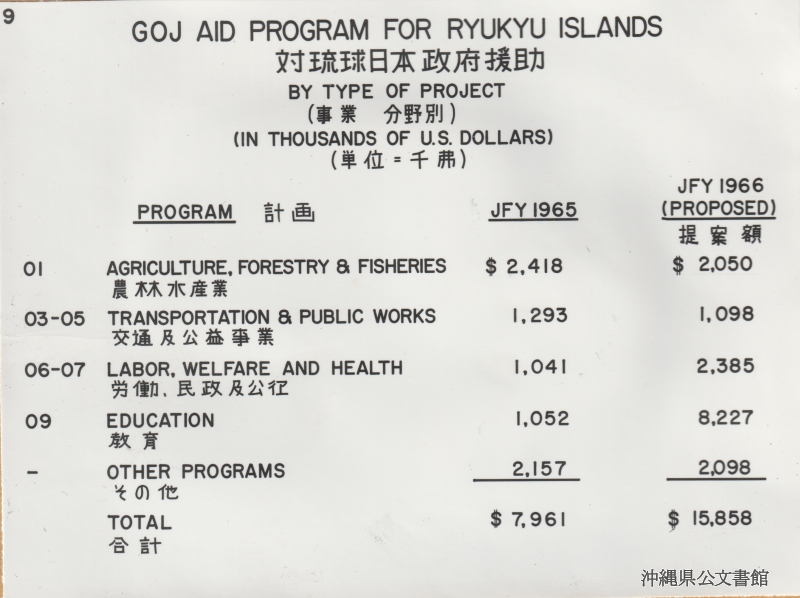 9
GOJ AID PROGRAM FOR RYUKYU ISLANDS
対琉球日本政府援助
BY TYPE OF PROJECT
(事業 分野別)
(IN THOUSANDS OF U.S. DOLLARS)
(単位=千弗)
PROGRAM 計画 JFY 1965 JFY 1966 (PROPOSED)
提案額
01 AGRICULTURE, FORESTRY & FISHERIES $ 2,418 $ 2,050
農林水産業
03-05 TRANSPORTATION & PUBLIC WORKS 1,293 1,098
交通及公益事業
06-07 LABOR, WELFARE AND HEALTH 1,041 2,385
労働、民政及公征
09 EDUCATION 1,052 8,227
教育
- OTHER PROGRAMS 2,157 2,098
その他
TOTAL $ 7,961 $ 15,858
合計
沖縄県公文書館